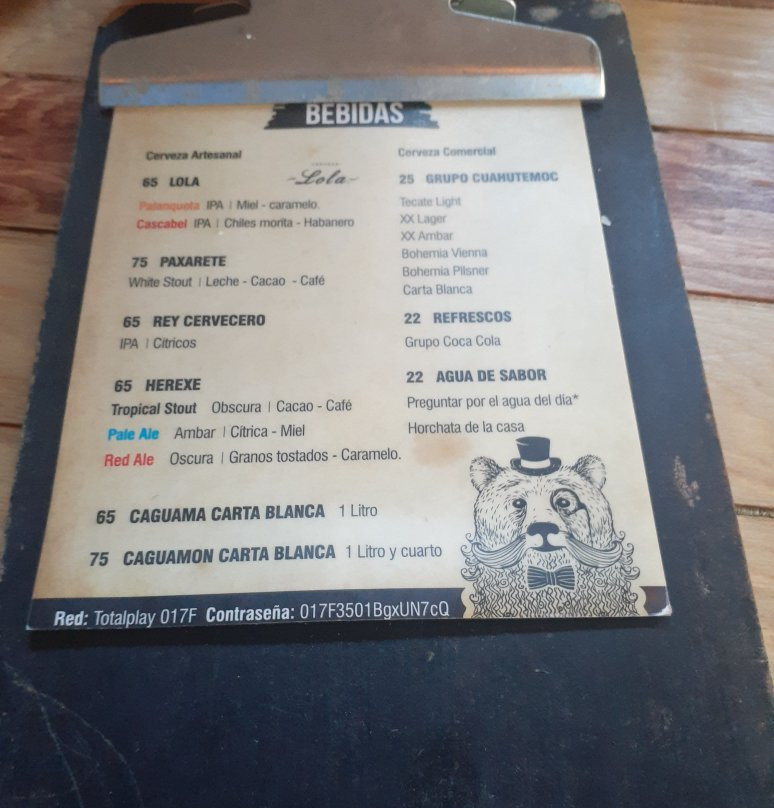 BEBIDAS
Cerveza Artesanal
65 LOLA
Lola
Palanqueta IPA | Miel - caramelo.
Cascabel IPA | Chiles morita - Habanero
75 PAXARETE
White Stout | Leche - Cacao - Café
65 REY CERVECERO
IPA | Cítricos
65 HEREXE
Tropical Stout Obscura | Cacao - Café
Pale Ale Ambar | Cítrica - Miel
Red Ale Oscura | Granos tostados - Caramelo.
65 CAGUAMA CARTA BLANCA 1 Litro
75 CAGUAMON CARTA BLANCA 1 Litro y cuarto
Cerveza Comercial
25 GRUPO CUAHUTEMOC
Tecate Light
XX Lager
XX Ambar
Bohemia Vienna
Bohemia Pilsner
Carta Blanca
22 REFRESCOS
Grupo Coca Cola
22 AGUA DE SABOR
Preguntar por el agua del día*
Horchata de la casa
Red: Totalplay 017F Contraseña: 017F3501BgxUN7cQ